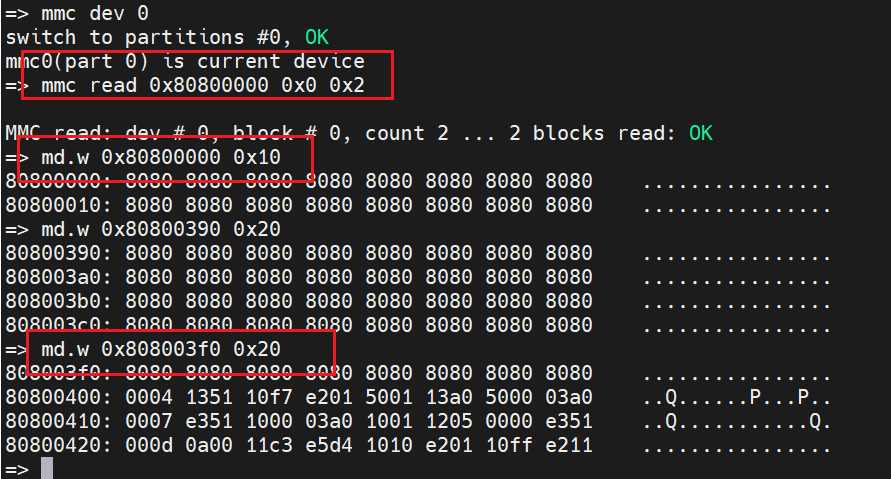 => mmc dev 0
switch to partitions #0, OK
mmc0(part 0) is current device
=> mmc read 0x80800000 0x0 0x2
MMC read: dev # 0, block # 0, count 2 ... 2 blocks read: OK
=> md.w 0x80800000 0x10
80800000: 8080 8080 8080 8080 8080 8080 8080 8080    ................
80800010: 8080 8080 8080 8080 8080 8080 8080 8080    ................
=> md.w 0x80800390 0x20
80800390: 8080 8080 8080 8080 8080 8080 8080 8080    ................
808003a0: 8080 8080 8080 8080 8080 8080 8080 8080    ................
808003b0: 8080 8080 8080 8080 8080 8080 8080 8080    ................
808003c0: 8080 8080 8080 8080 8080 8080 8080 8080    ................
=> md.w 0x808003f0 0x20
808003f0: 8080 8080 8080 8080 8080 8080 8080 8080    ................
80800400: 0004 1351 10f7 e201 5001 13a0 5000 03a0    ..Q......P...P..
80800410: 0007 e351 1000 03a0 1001 1205 0000 e351    ..Q...........Q.
80800420: 000d 0a00 11c3 e5d4 1010 e201 10ff e211    ................
=>